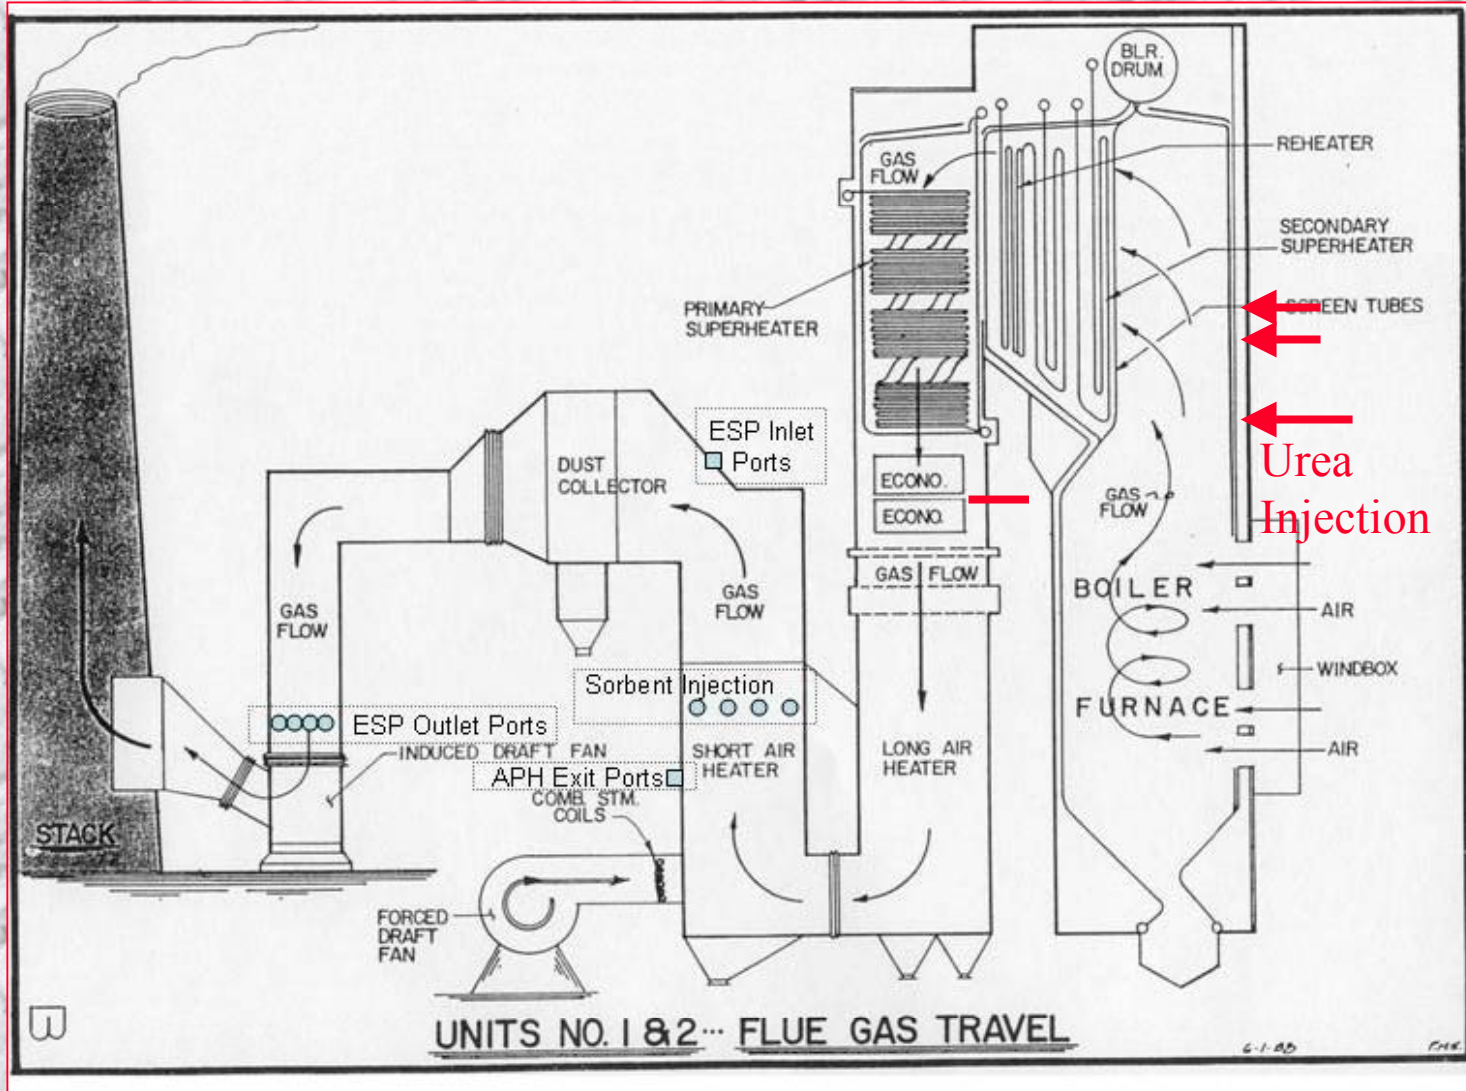 BLR.
DRUM
REHEATER
GAS
FLOW
SECONDARY
SUPERHEATER
PRIMARY
SUPERHEATER
SCREEN TUBES
ESP Inlet
Ports
DUST
COLLECTOR
ECONO.
ECONO.
Urea
Injection
GAS
FLOW
GAS FLOW
BOILER
GAS
FLOW
GAS
FLOW
AIR
Sorbent Injection
WINDBOX
FURNACE
ESP Outlet Ports
INDUCED DRAFT FAN
SHORT AIR
HEATER
LONG AIR
HEATER
AIR
APH Exit Ports
COMB. STM.
COILS
STACK
FORCED
DRAFT
FAN
UNITS NO. 1 & 2... FLUE GAS TRAVEL